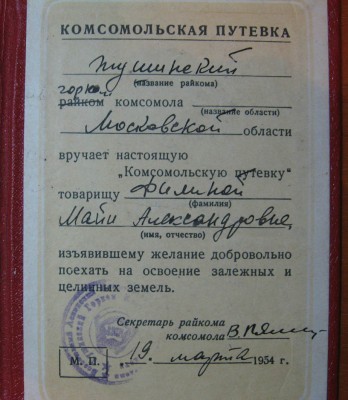 КОМСОМОЛЬСКАЯ ПУТЕВКА
Тушинский
(название райкома)
горком
райком комсомола
(название области)
Московской области
вручает настоящую
„Комсомольскую путевку“
товарищу Филиной
(фамилия)
Майи Александровне,
(имя, отчество)
изъявившему желание добровольно
поехать на освоение залежных и
целинных земель.
Секретарь райкома
комсомола
М. П. 19 марта 1954 г.